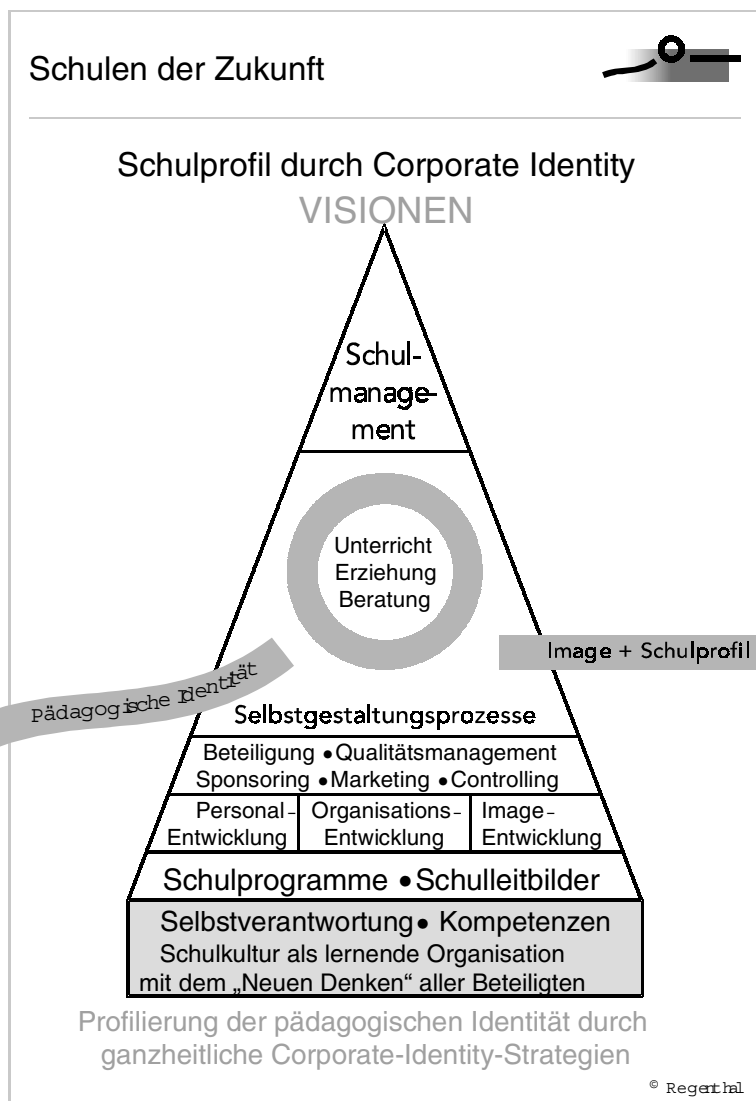 Schulen der Zukunft
Schulprofil durch Corporate Identity
VISIONEN
Schul-
manage-
ment
Unterricht
Erziehung
Beratung
Image + Schulprofil
Pädagogische Identität
Selbstgestaltungsprozesse
Beteiligung • Qualitätsmanagement
Sponsoring • Marketing • Controlling
Personal- Organisations- Image-
Entwicklung Entwicklung Entwicklung
Schulprogramme • Schulleitbilder
Selbstverantwortung • Kompetenzen
Schulkultur als lernende Organisation
mit dem „Neuen Denken“ aller Beteiligten
Profilierung der pädagogischen Identität durch
ganzheitliche Corporate-Identity-Strategien
© Regenthal